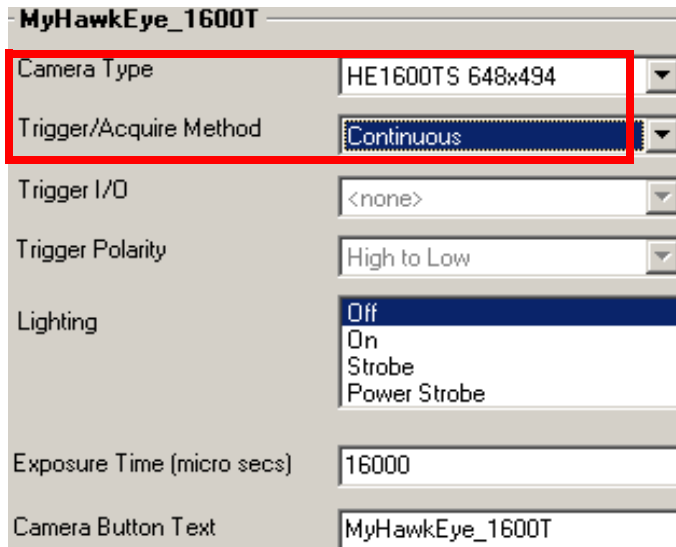 MyHawkEye_1600T
Camera Type HE1600TS 648x494
Trigger/Acquire Method Continuous
Trigger I/O <none>
Trigger Polarity High to Low
Lighting Off
On
Strobe
Power Strobe
Exposure Time (micro secs) 16000
Camera Button Text MyHawkEye_1600T